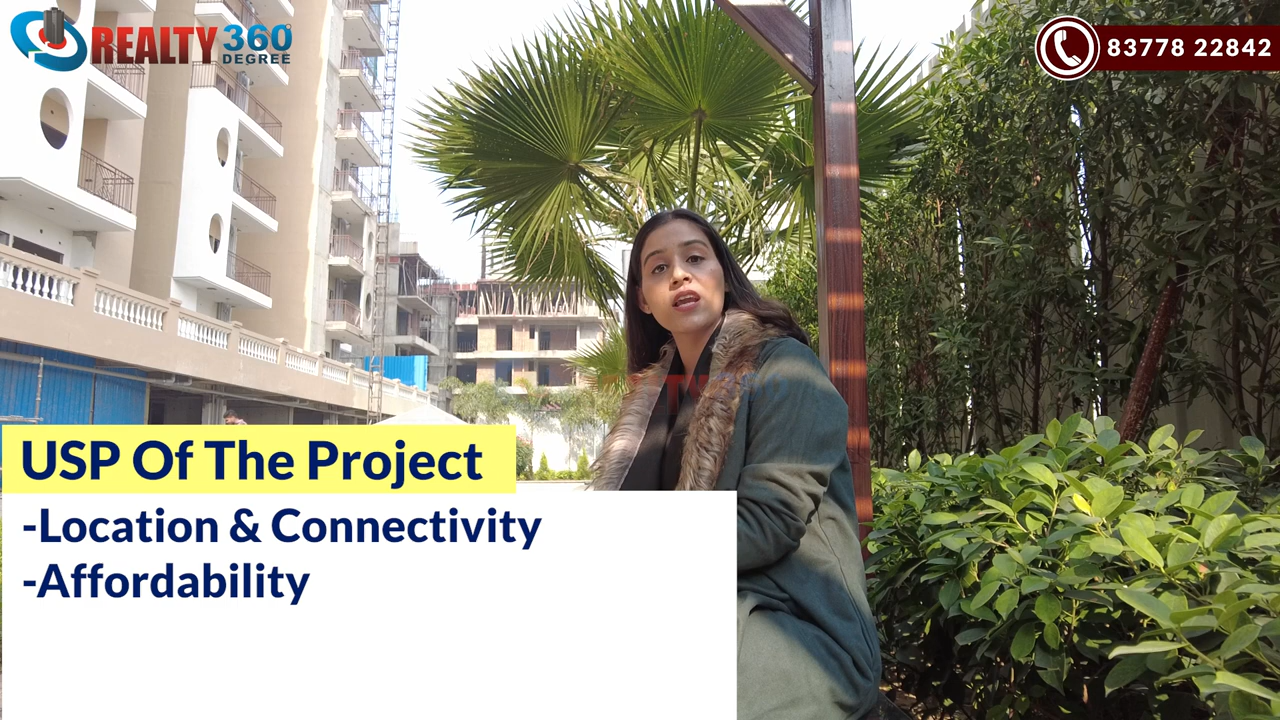 REALTY 360°
DEGREE
83778 22842
USP Of The Project
-Location & Connectivity
-Affordability